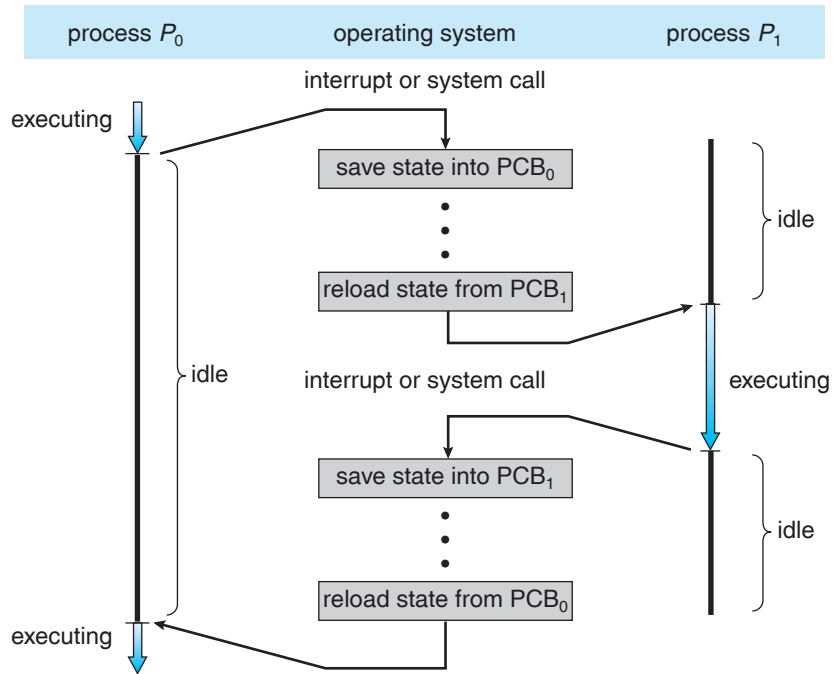 process P₀ operating system process P₁
interrupt or system call
executing
save state into PCB₀
idle
reload state from PCB₁
idle
interrupt or system call
executing
save state into PCB₁
idle
reload state from PCB₀
executing